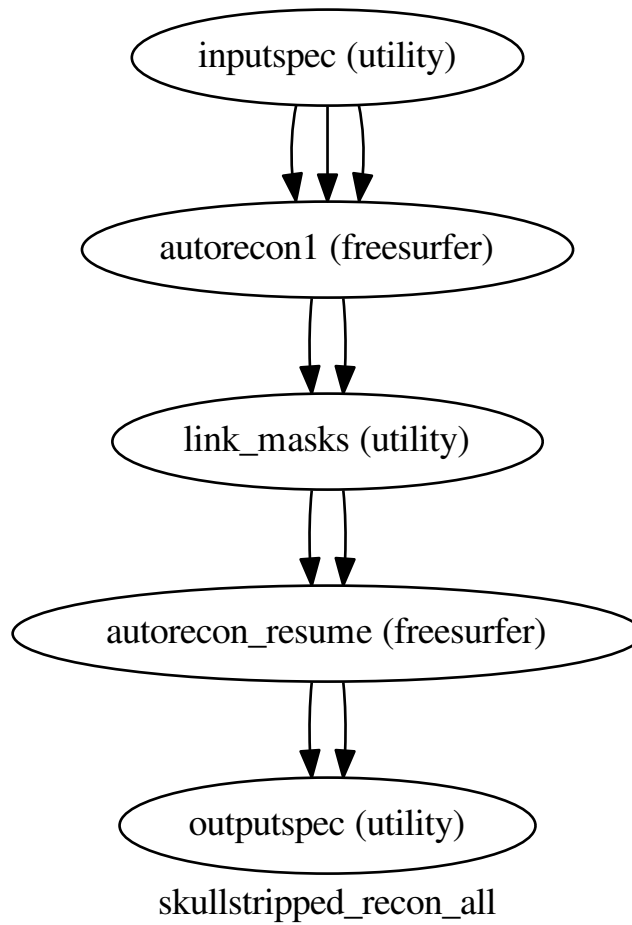 inputspec (utility)
autorecon1 (freesurfer)
link_masks (utility)
autorecon_resume (freesurfer)
outputspec (utility)
skullstripped_recon_all